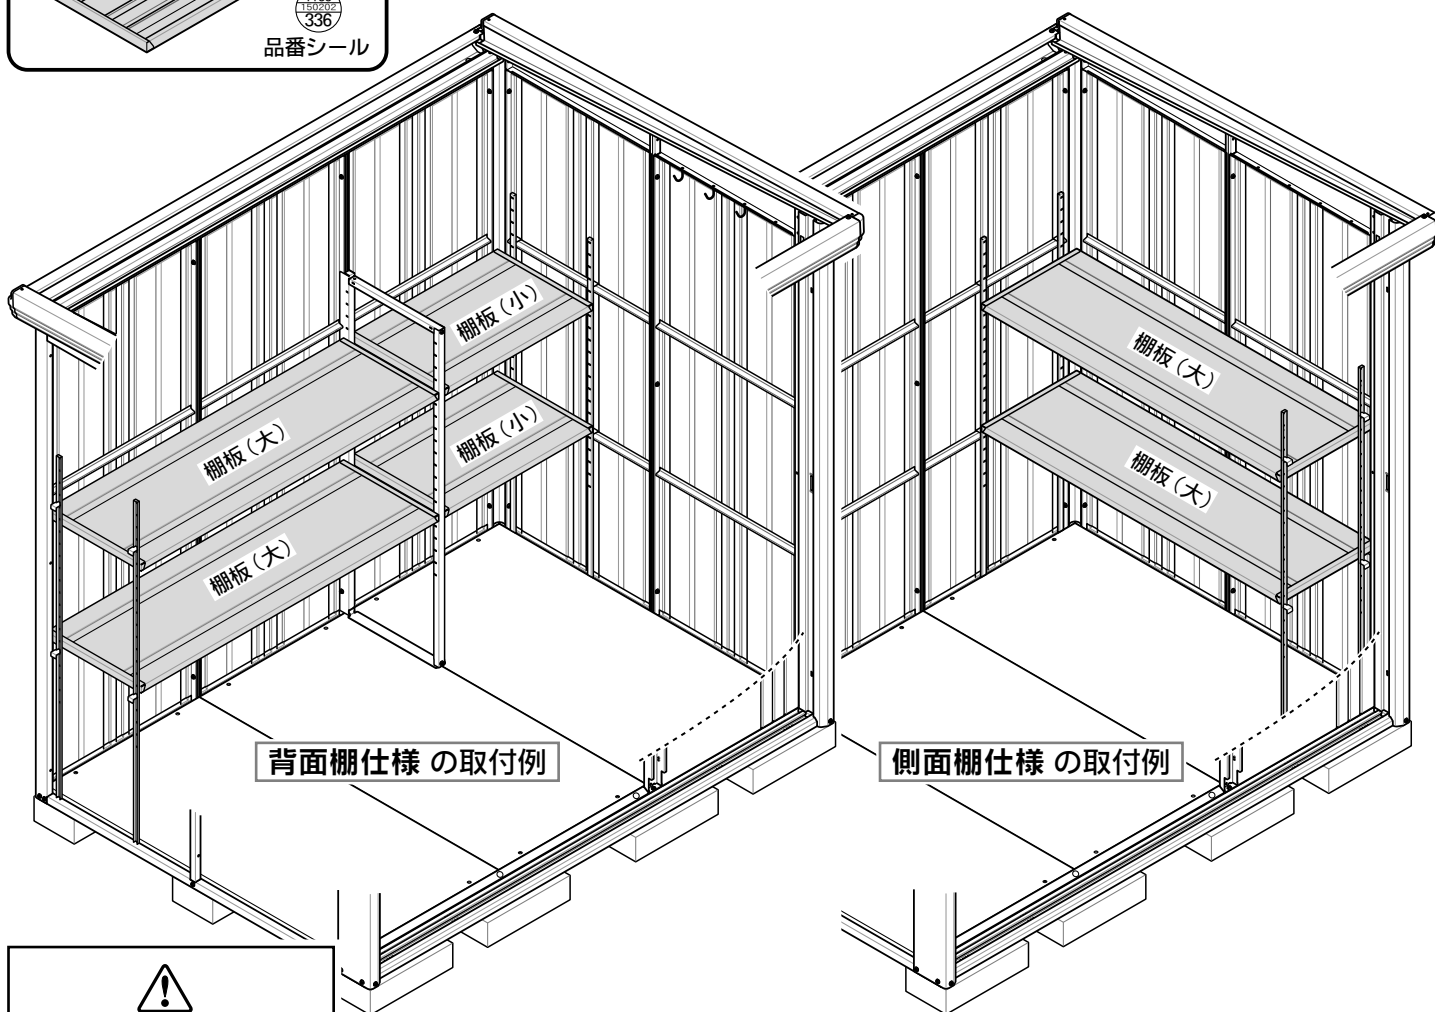 150202
336
品番シール
棚板(小)
棚板(大)
棚板(小)
棚板(大)
棚板(大)
棚板(大)
背面棚仕様 の取付例
側面棚仕様 の取付例